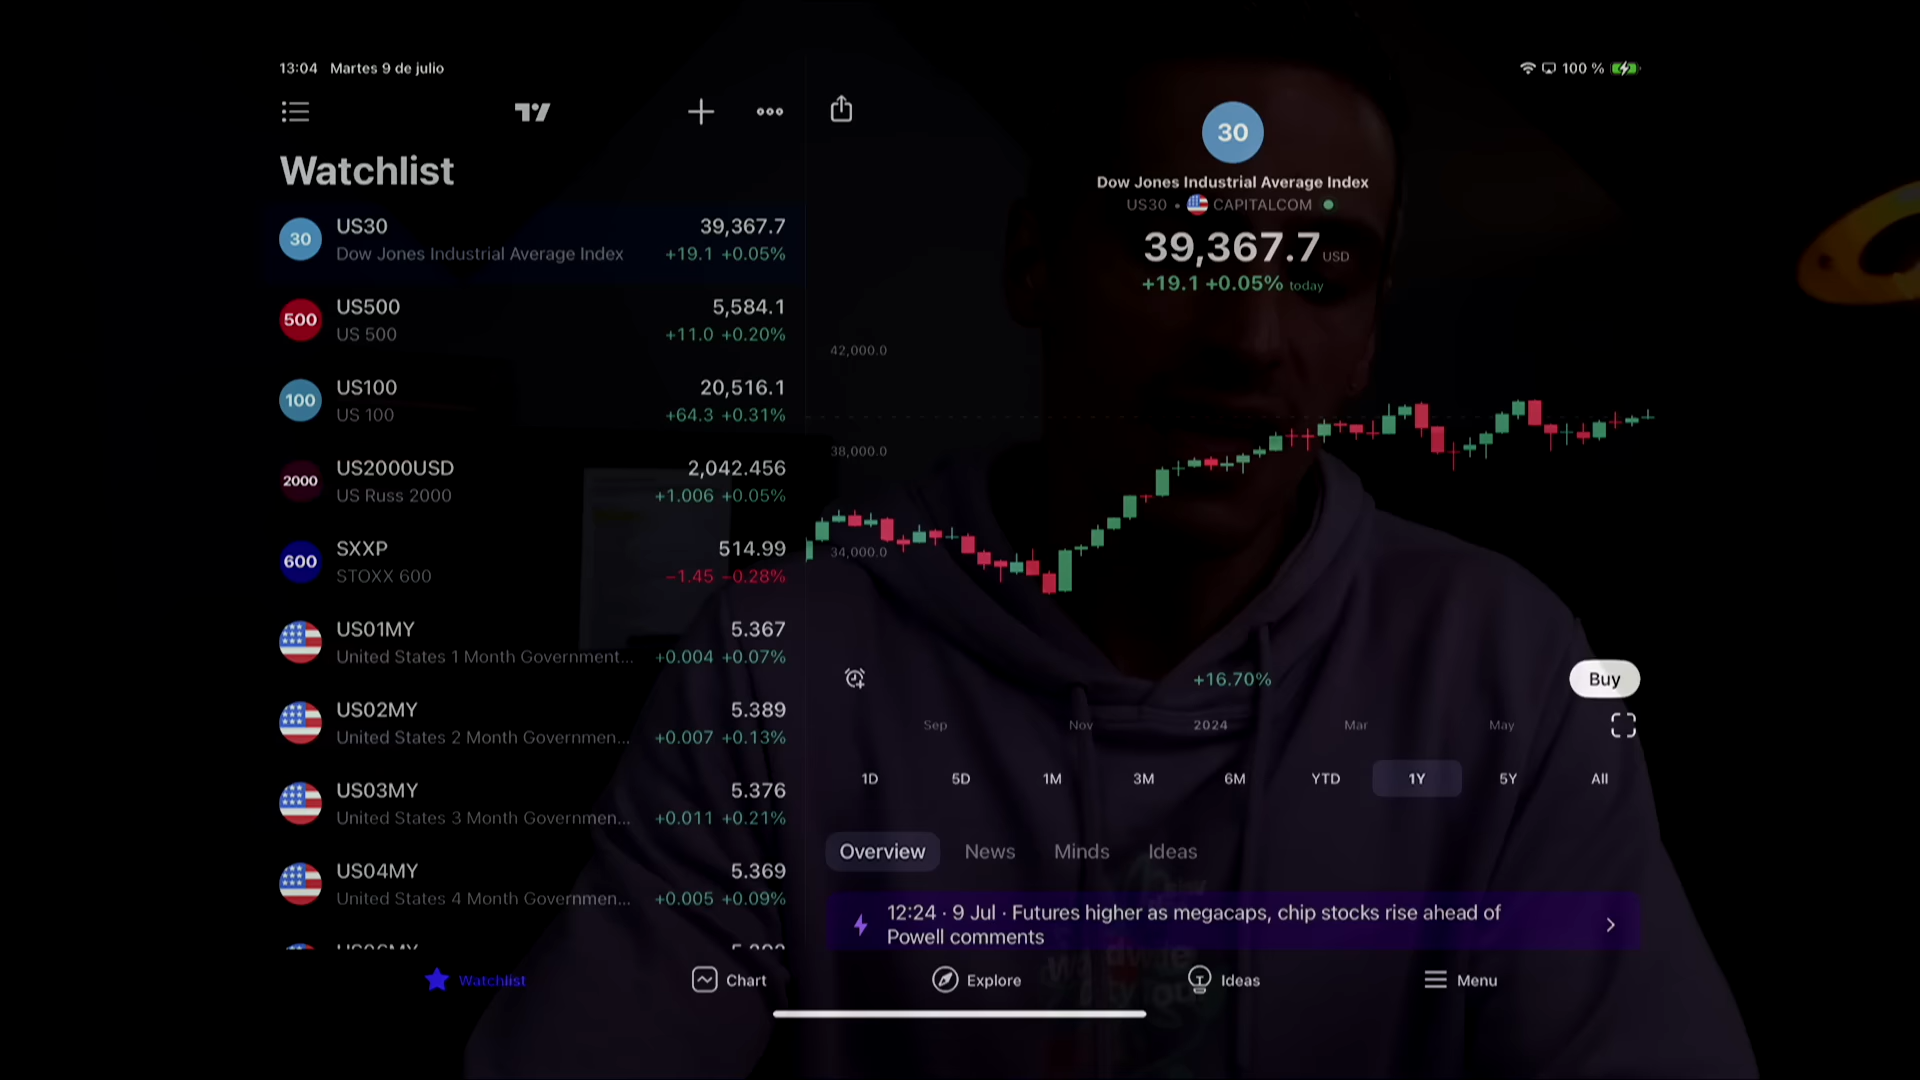 13:04 Martes 9 de julio
100 %
Watchlist
30
US30
39,367.7
Dow Jones Industrial Average Index
+19.1 +0.05%
500
US500
5,584.1
US 500
+11.0 +0.20%
100
US100
20,516.1
US 100
+64.3 +0.31%
2000
US2000USD
2,042.456
US Russ 2000
+1.006 +0.05%
600
SXXP
514.99
STOXX 600
−1.45 −0.28%
US01MY
5.367
United States 1 Month Government...
+0.004 +0.07%
US02MY
5.389
United States 2 Month Governmen...
+0.007 +0.13%
US03MY
5.376
United States 3 Month Governmen...
+0.011 +0.21%
US04MY
5.369
United States 4 Month Governmen...
+0.005 +0.09%
30
Dow Jones Industrial Average Index
US30 • CAPITALCOM
39,367.7 USD
+19.1 +0.05% today
42,000.0
38,000.0
34,000.0
+16.70%
Buy
Sep Nov 2024 Mar May
1D 5D 1M 3M 6M YTD 1Y 5Y All
Overview News Minds Ideas
12:24 · 9 Jul · Futures higher as megacaps, chip stocks rise ahead of
Powell comments
Watchlist Chart Explore Ideas Menu